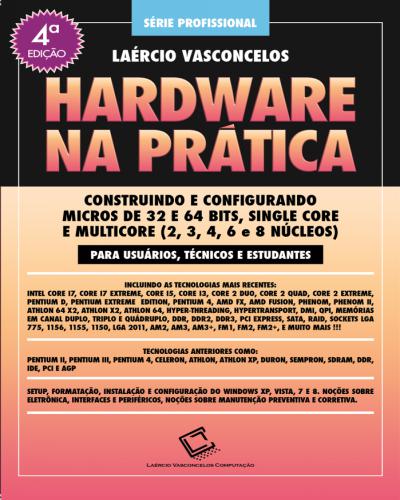 SÉRIE PROFISSIONAL
4ª
EDIÇÃO
LAÉRCIO VASCONCELOS
HARDWARE
NA PRÁTICA
CONSTRUINDO E CONFIGURANDO
MICROS DE 32 E 64 BITS, SINGLE CORE
E MULTICORE (2, 3, 4, 6 e 8 NÚCLEOS)
PARA USUÁRIOS, TÉCNICOS E ESTUDANTES
INCLUINDO AS TECNOLOGIAS MAIS RECENTES:
INTEL CORE I7, CORE I7 EXTREME, CORE I5, CORE I3, CORE 2 DUO, CORE 2 QUAD, CORE 2 EXTREME,
PENTIUM D, PENTIUM EXTREME EDITION, PENTIUM 4, AMD FX, AMD FUSION, PHENOM, PHENOM II,
ATHLON 64 X2, ATHLON X2, ATHLON 64, HYPER-THREADING, HYPERTRANSPORT, DMI, QPI, MEMÓRIAS
EM CANAL DUPLO, TRIPLO E QUÁDRUPLO, DDR, DDR2, DDR3, PCI EXPRESS, SATA, RAID, SOCKETS LGA
775, 1156, 1155, 1150, LGA 2011, AM2, AM3, AM3+, FM1, FM2, FM2+, E MUITO MAIS !!!
TECNOLOGIAS ANTERIORES COMO:
PENTIUM II, PENTIUM III, PENTIUM 4, CELERON, ATHLON, ATHLON XP, DURON, SEMPRON, SDRAM, DDR,
IDE, PCI E AGP
SETUP, FORMATAÇÃO, INSTALAÇÃO E CONFIGURAÇÃO DO WINDOWS XP, VISTA, 7 E 8. NOÇÕES SOBRE
ELETRÔNICA, INTERFACES E PERIFÉRICOS, NOÇÕES SOBRE MANUTENÇÃO PREVENTIVA E CORRETIVA.
LAÉRCIO VASCONCELOS COMPUTAÇÃO